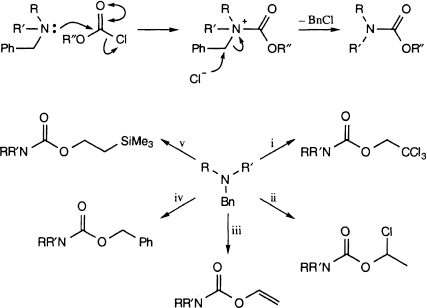 R R R
R'–N: O R'–N+ O – BnCl N O
Ph R"O Cl Ph OR" R' OR"
Cl–
O SiMe3 R R' O
RR'N O v N i RR'N O CCl3
Bn
O iv ii Cl
RR'N O Ph iii O
RR'N O
O
RR'N O